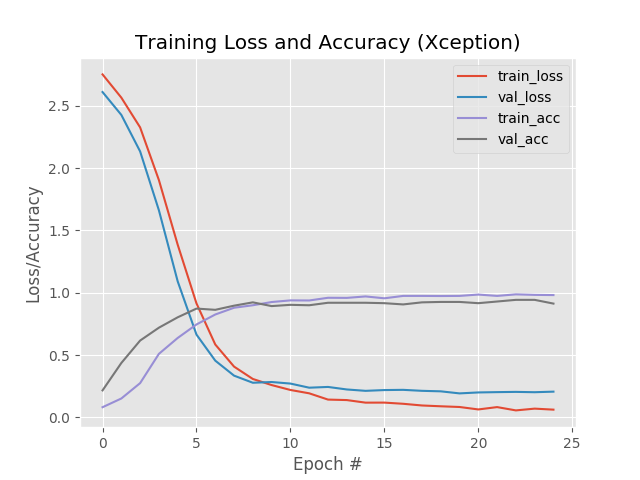 Training Loss and Accuracy (Xception)
train_loss
val_loss
train_acc
val_acc
Loss/Accuracy
2.5
2.0
1.5
1.0
0.5
0.0
0 5 10 15 20 25
Epoch #